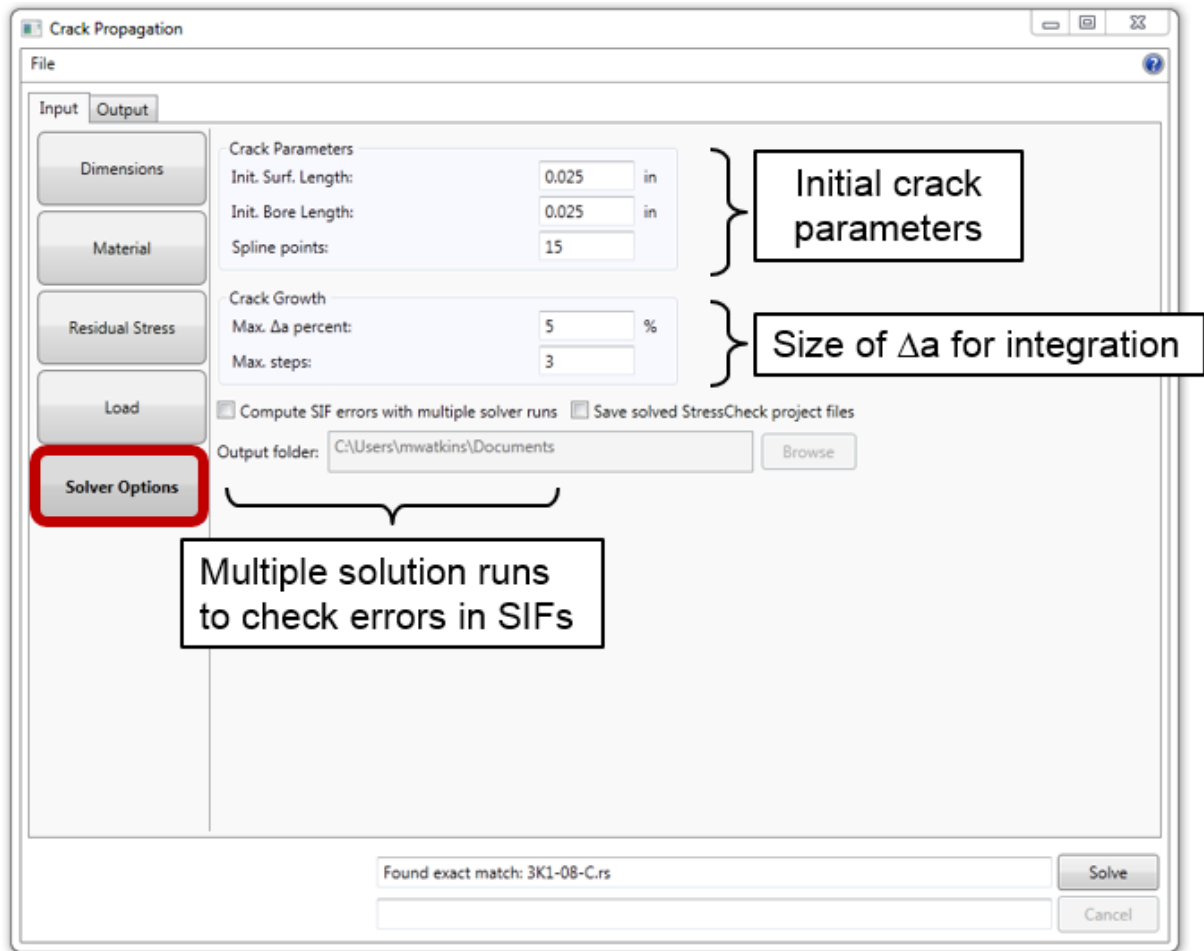 Crack Propagation
File
Input Output
Dimensions
Material
Residual Stress
Load
Solver Options
Crack Parameters
Init. Surf. Length: 0.025 in
Init. Bore Length: 0.025 in
Spline points: 15
Initial crack
parameters
Crack Growth
Max. Δa percent: 5 %
Max. steps: 3
Size of Δa for integration
Compute SIF errors with multiple solver runs Save solved StressCheck project files
Output folder: C:\Users\mwatkins\Documents Browse
Multiple solution runs
to check errors in SIFs
Found exact match: 3K1-08-C.rs Solve
Cancel